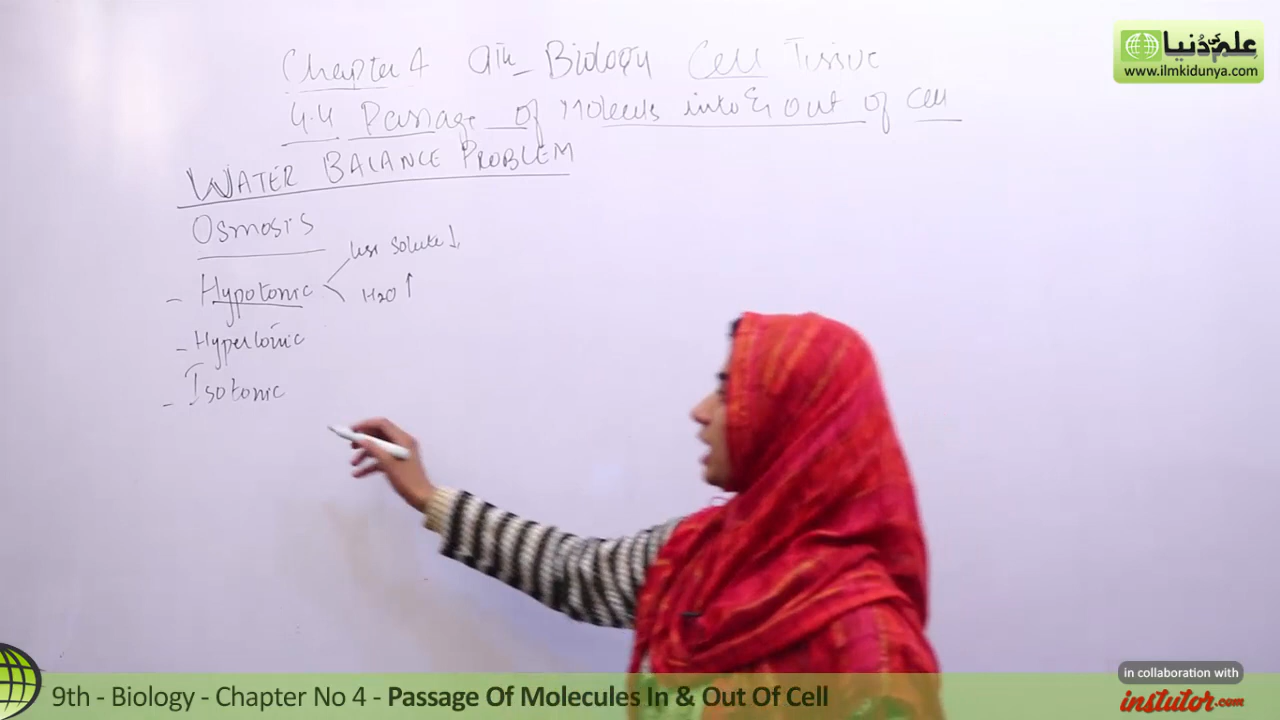 Chapter 4 9th - Biology Cell Tissue
4.4 Passage of Molecules into & out of cell
WATER BALANCE PROBLEM
Osmosis
- Hypotonic
less solute ↓
H2O ↑
- Hypertonic
- Isotonic
علم کی دُنیا
www.ilmkidunya.com
9th - Biology - Chapter No 4 - Passage Of Molecules In & Out Of Cell
in collaboration with
instutor.com